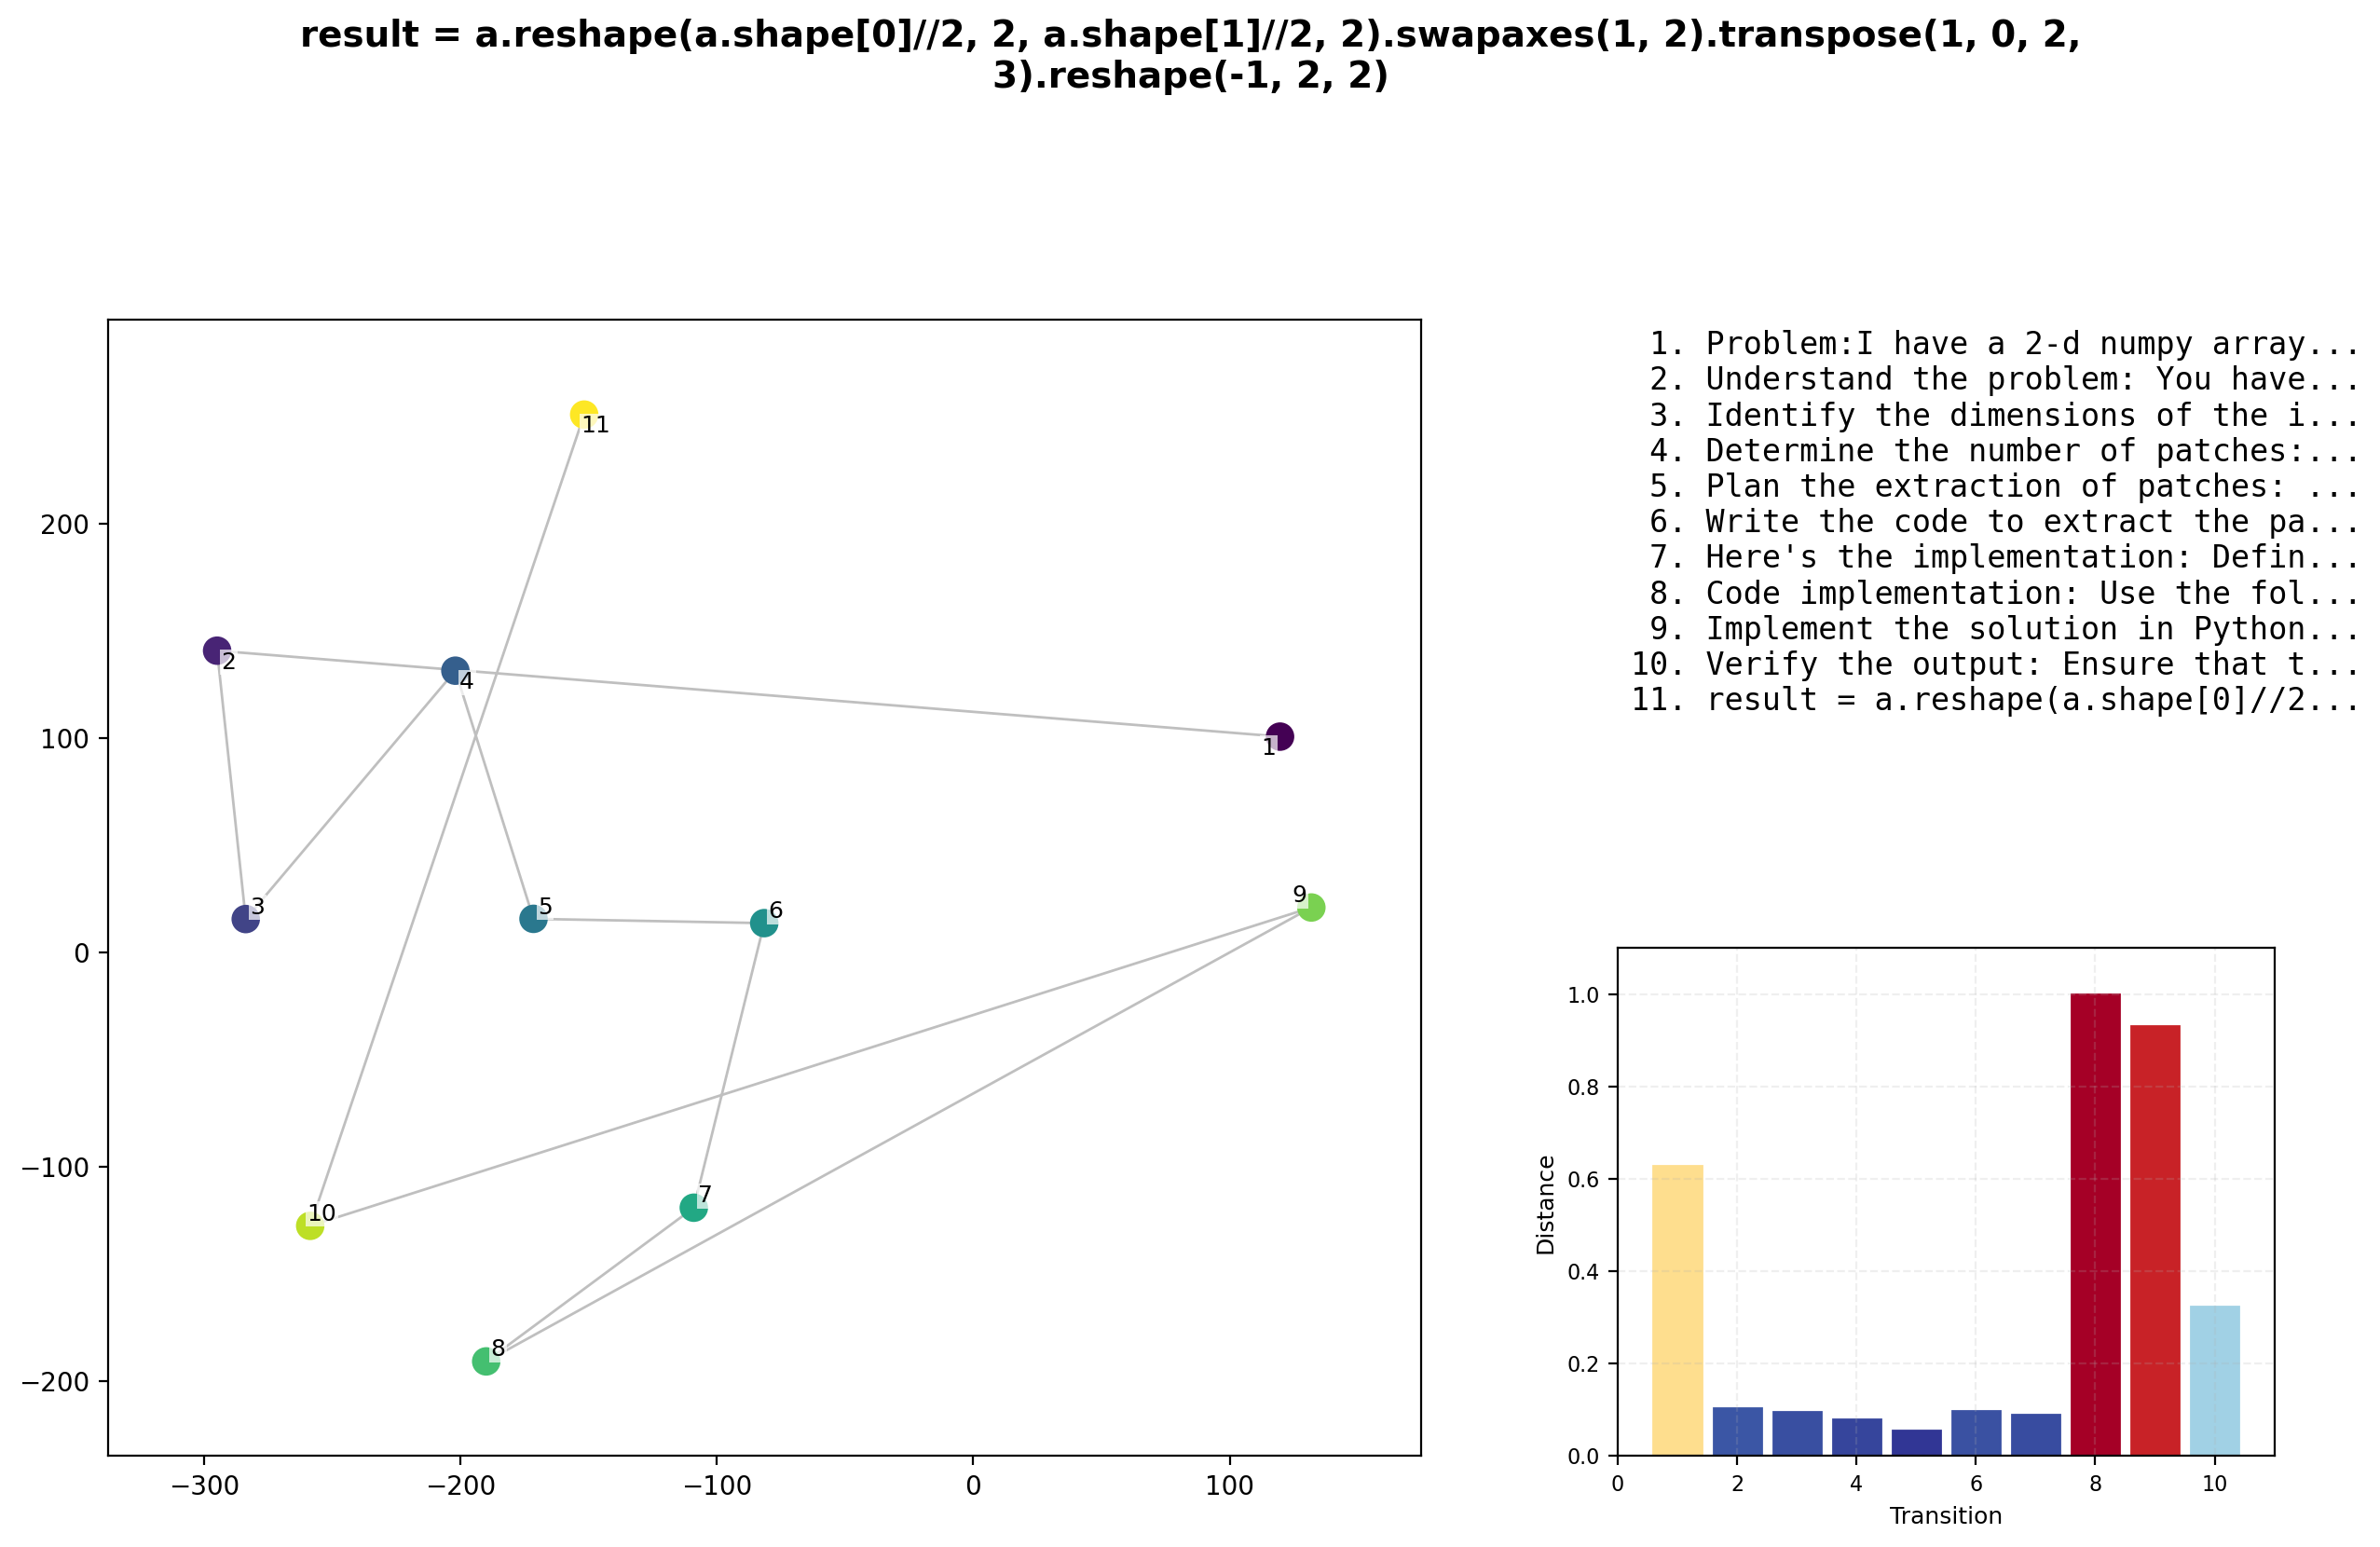 result = a.reshape(a.shape[0]//2, 2, a.shape[1]//2, 2).swapaxes(1, 2).transpose(1, 0, 2,
3).reshape(-1, 2, 2)
200
100
0
−100
−200
−300
−200
−100
0
100
1
2
3
4
5
6
7
8
9
10
11
1. Problem:I have a 2-d numpy array...
2. Understand the problem: You have...
3. Identify the dimensions of the i...
4. Determine the number of patches:...
5. Plan the extraction of patches: ...
6. Write the code to extract the pa...
7. Here's the implementation: Defin...
8. Code implementation: Use the fol...
9. Implement the solution in Python...
10. Verify the output: Ensure that t...
11. result = a.reshape(a.shape[0]//2...
Distance
1.0
0.8
0.6
0.4
0.2
0.0
0
2
4
6
8
10
Transition